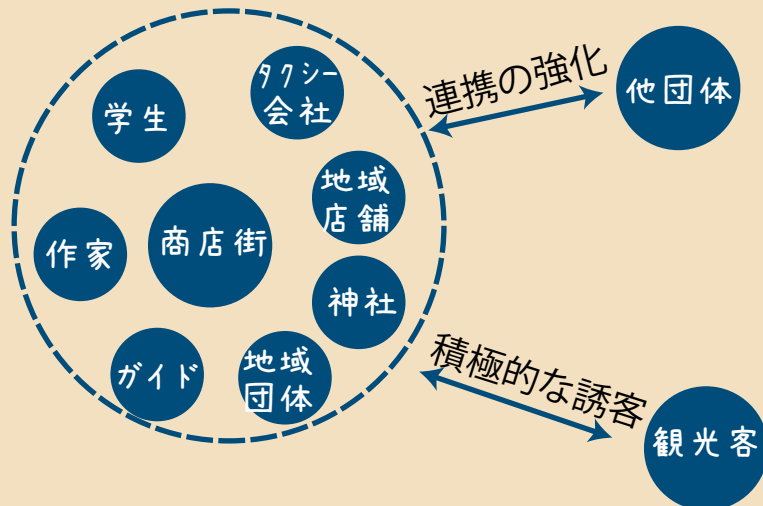 タクシー
会社
学生
連携の強化
他団体
地域
店舗
商店街
作家
神社
ガイド
地域
団体
積極的な誘客
観光客